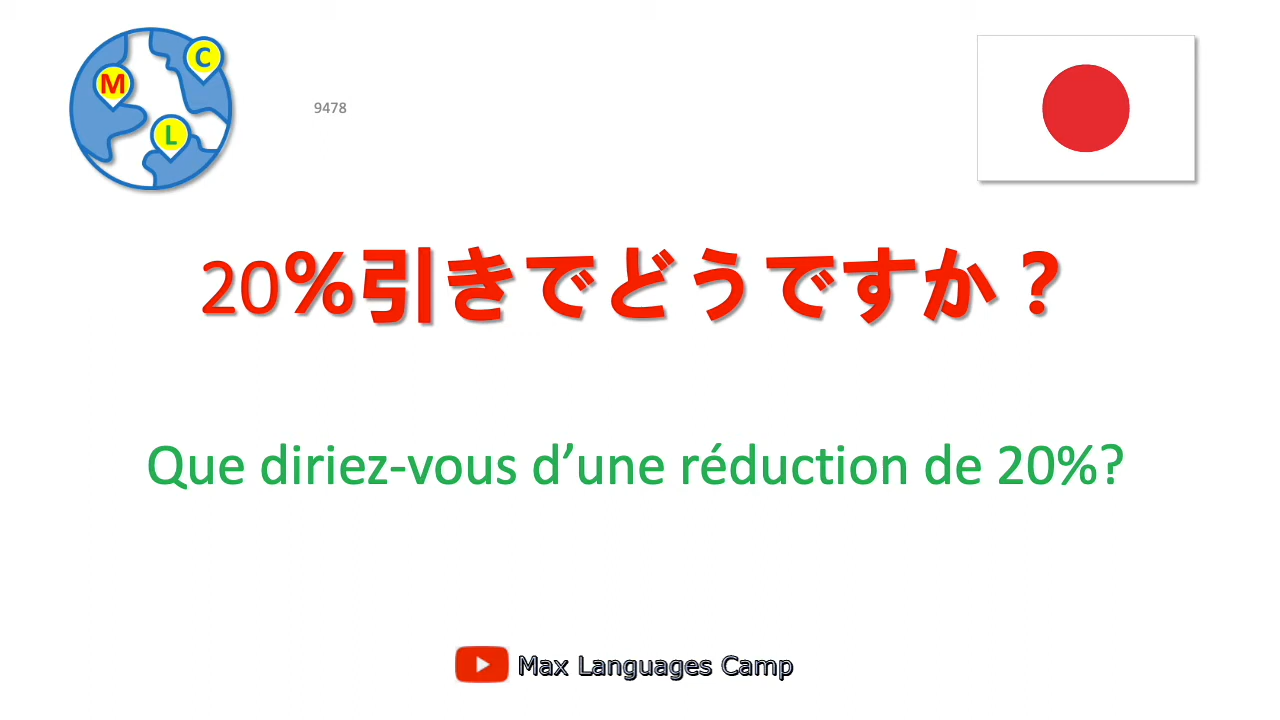 C
M
L
9478
20％引きでどうですか？
Que diriez-vous d’une réduction de 20%?
Max Languages Camp